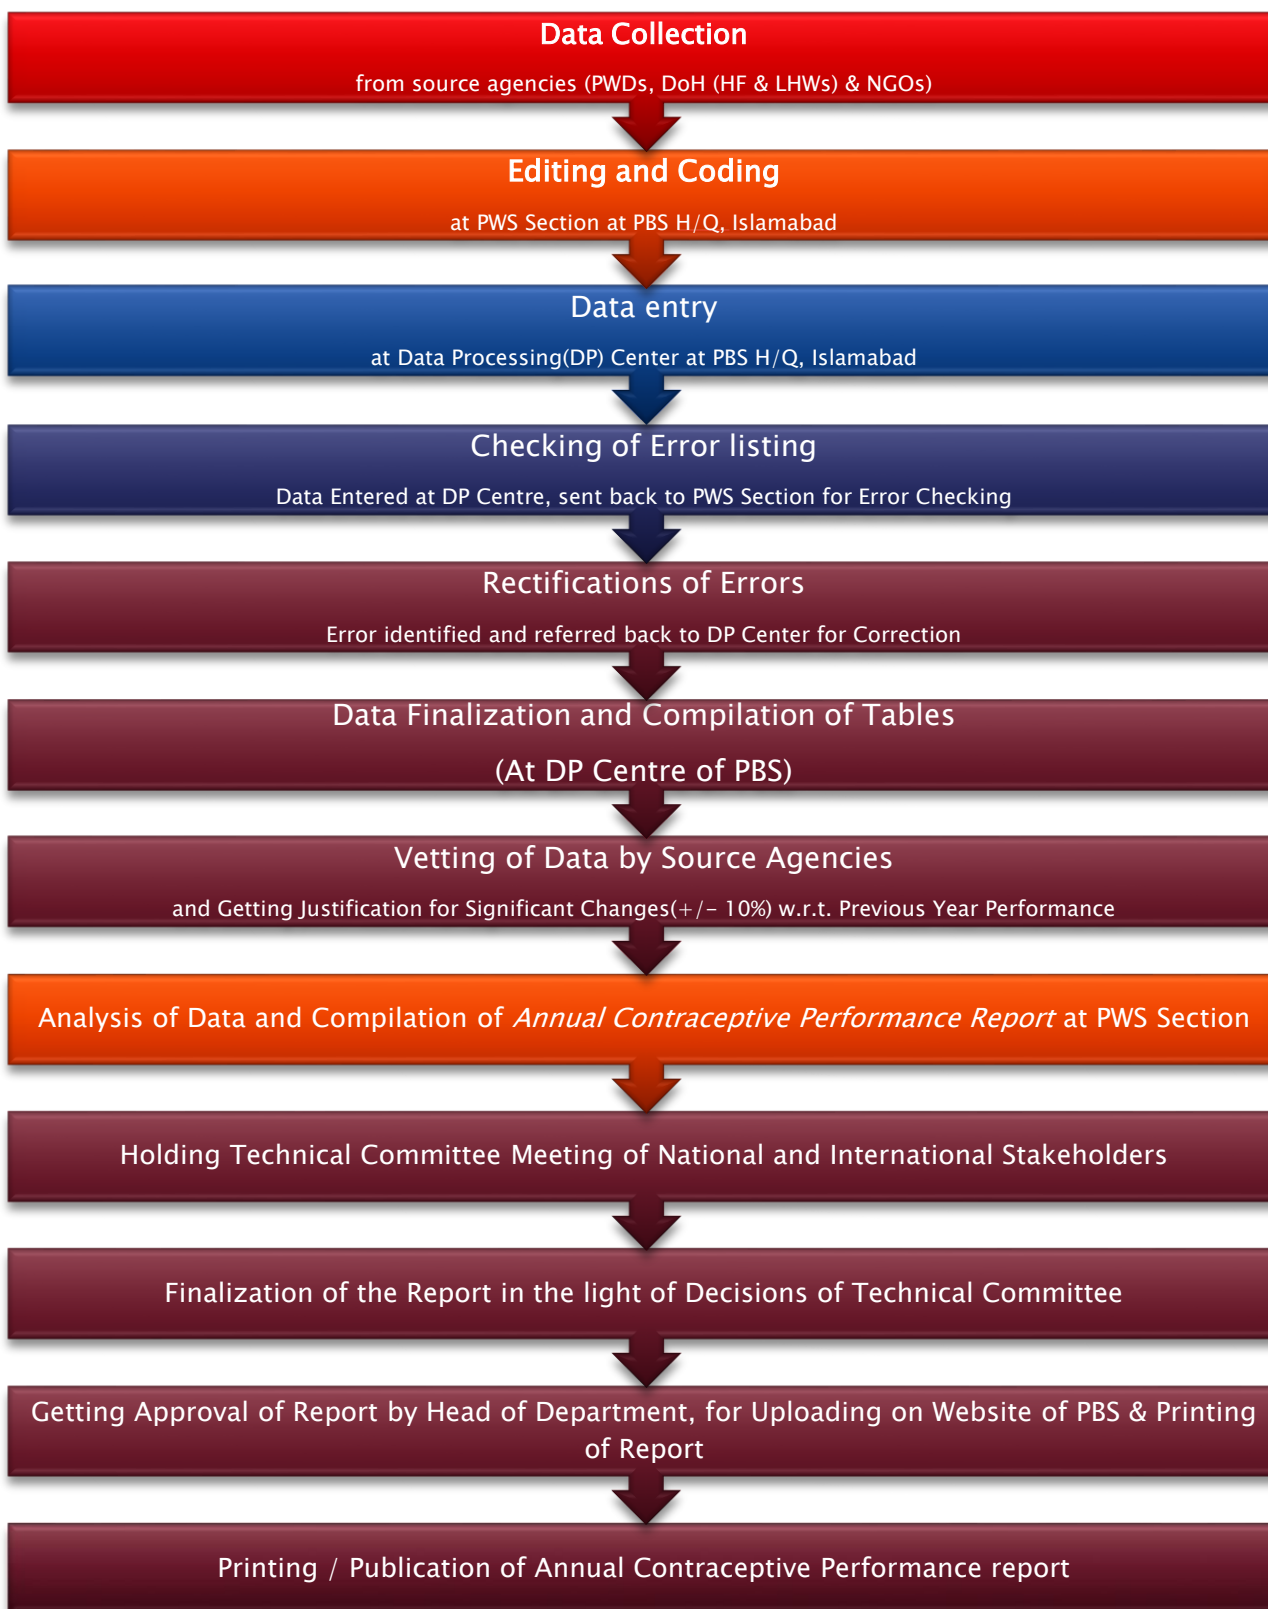 Data Collection
from source agencies (PWDs, DoH (HF & LHWs) & NGOs)
Editing and Coding
at PWS Section at PBS H/Q, Islamabad
Data entry
at Data Processing(DP) Center at PBS H/Q, Islamabad
Checking of Error listing
Data Entered at DP Centre, sent back to PWS Section for Error Checking
Rectifications of Errors
Error identified and referred back to DP Center for Correction
Data Finalization and Compilation of Tables
(At DP Centre of PBS)
Vetting of Data by Source Agencies
and Getting Justification for Significant Changes(+/- 10%) w.r.t. Previous Year Performance
Analysis of Data and Compilation of Annual Contraceptive Performance Report at PWS Section
Holding Technical Committee Meeting of National and International Stakeholders
Finalization of the Report in the light of Decisions of Technical Committee
Getting Approval of Report by Head of Department, for Uploading on Website of PBS & Printing
of Report
Printing / Publication of Annual Contraceptive Performance report